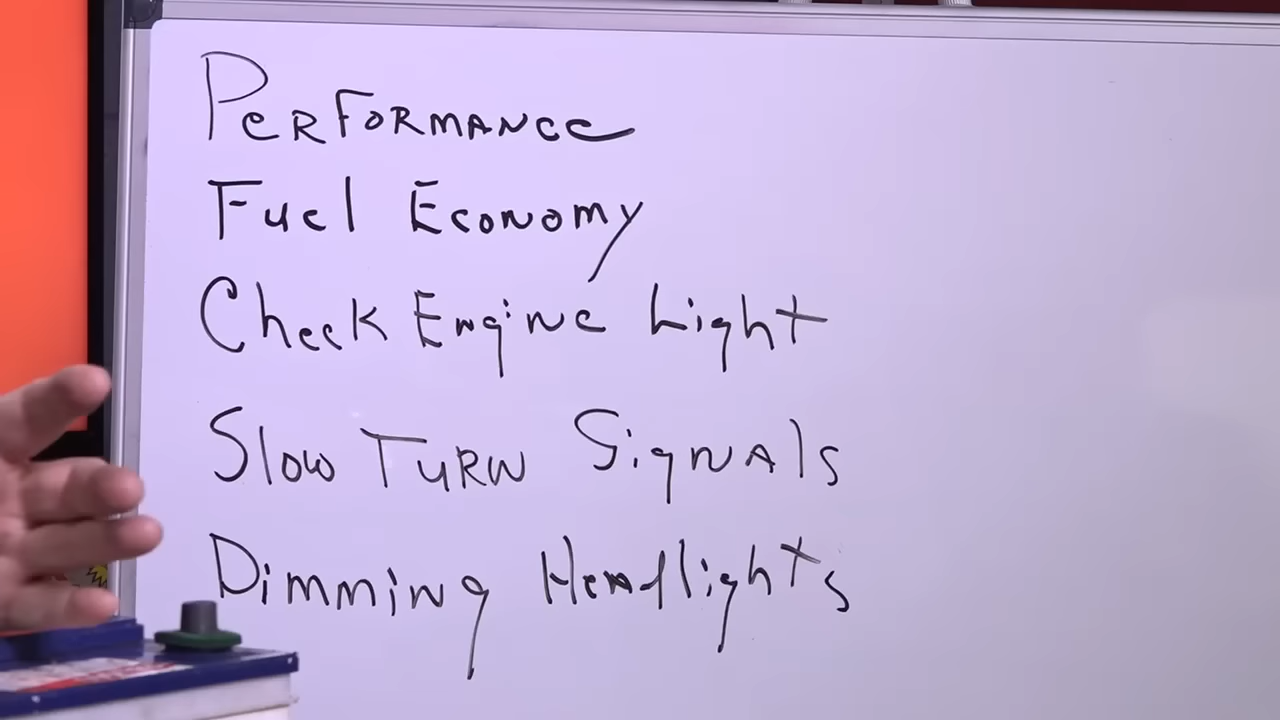 Performance
Fuel Economy
Check Engine Light
Slow Turn Signals
Dimming Headlights